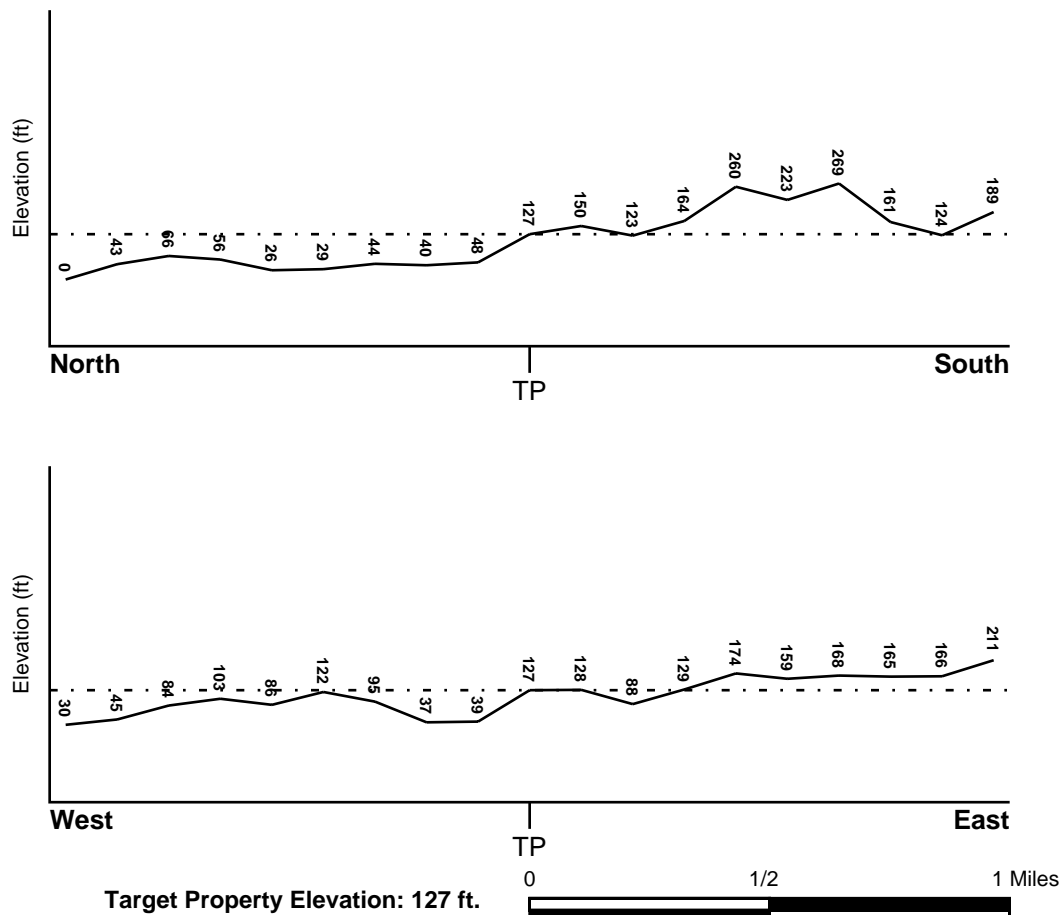 Elevation (ft)
0 43 66 56 26 29 44 40 48 127 150 123 164 260 223 269 161 124 189
North South
TP
Elevation (ft)
30 45 84 103 86 122 95 37 39 127 128 88 129 174 159 168 165 166 211
West East
TP
Target Property Elevation: 127 ft.
0 1/2 1 Miles